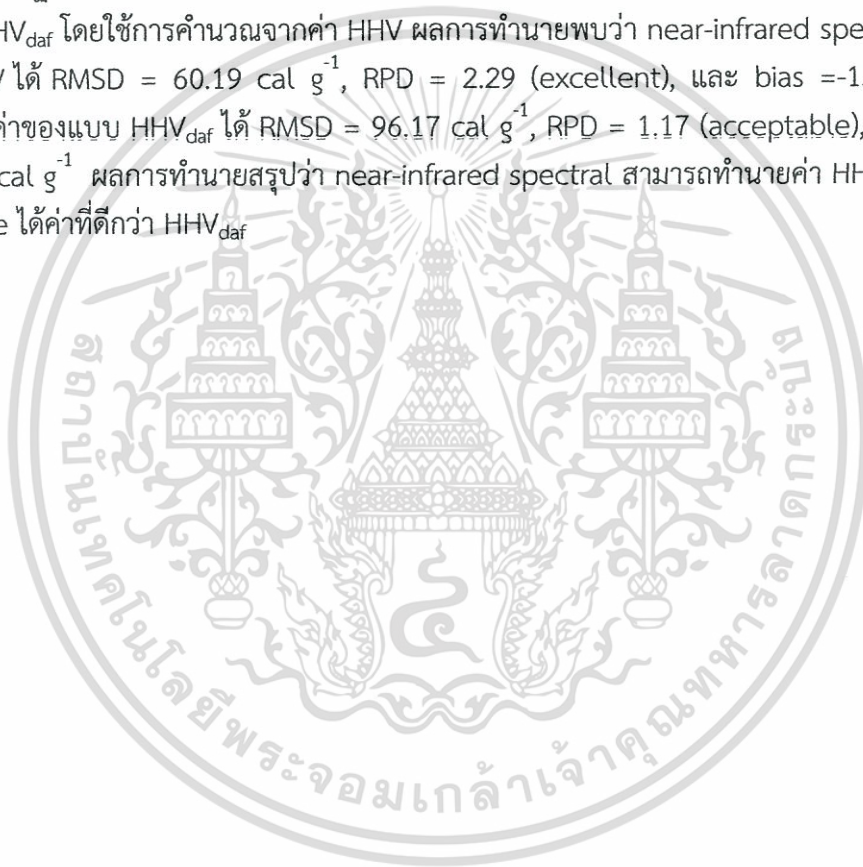 HV_daf โดยใช้การคำนวณจากค่า HHV ผลการทำนายพบว่า near-infrared spe
ได้ RMSD = 60.19 cal g⁻¹, RPD = 2.29 (excellent), และ bias =-1
ค่าของแบบ HHV_daf ได้ RMSD = 96.17 cal g⁻¹, RPD = 1.17 (acceptable),
cal g⁻¹ ผลการทำนายสรุปว่า near-infrared spectral สามารถทำนายค่า HH
e ได้ค่าที่ดีกว่า HHV_daf
สถาบันเทคโนโลยีพระจอมเกล้าเจ้าคุณทหารลาดกระบัง